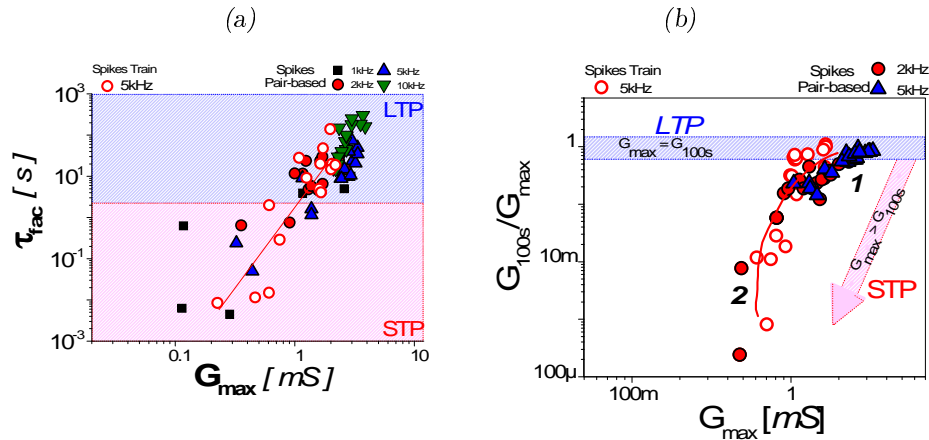 (a)
Spikes Train
5kHz
Spikes
Pair-based
1kHz
5kHz
2kHz
10kHz
10³
10¹
10⁻¹
10⁻³
τfac [ s ]
LTP
STP
0.1
1
10
Gmax [ mS ]
(b)
Spikes Train
5kHz
Spikes
Pair-based
2kHz
5kHz
1
10m
100µ
G100s/Gmax
LTP
Gmax = G100s
1
2
Gmax > G100s
STP
100m
1
Gmax [mS]